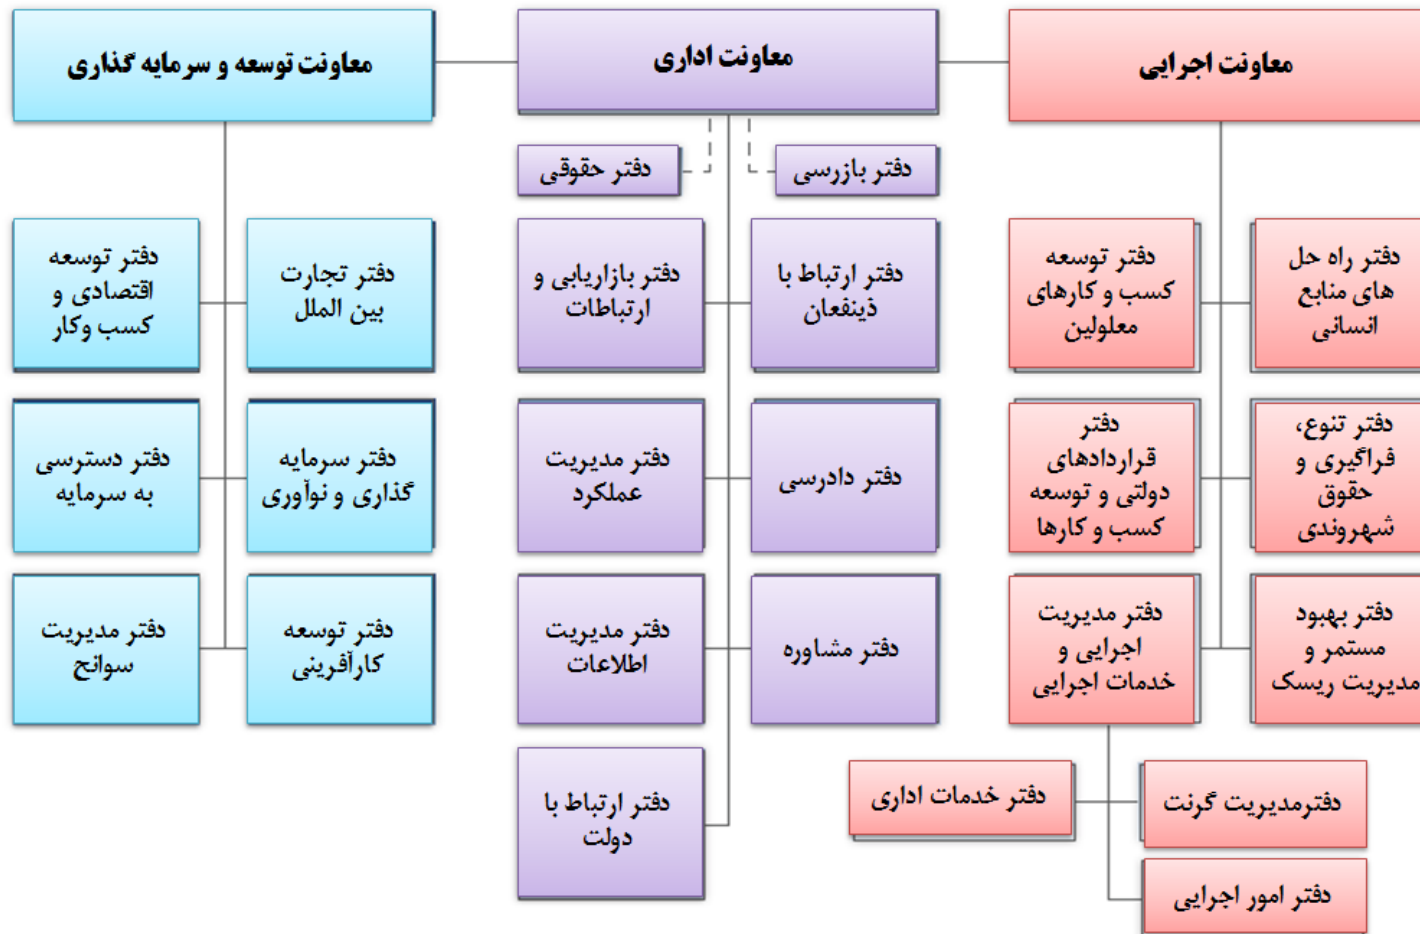 معاونت اجرایی
معاونت اداری
معاونت توسعه و سرمایه گذاری
دفتر بازرسی
دفتر حقوقی
دفتر راه حل
های منابع
انسانی
دفتر توسعه
کسب و کارهای
معلولین
دفتر ارتباط با
ذینفعان
دفتر بازاریابی و
ارتباطات
دفتر تجارت
بین الملل
دفتر توسعه
اقتصادی و
کسب وکار
دفتر تنوع،
فراگیری و
حقوق
شهروندی
دفتر
قراردادهای
دولتی و توسعه
کسب و کارها
دفتر دادرسی
دفتر مدیریت
عملکرد
دفتر سرمایه
گذاری و نوآوری
دفتر دسترسی
به سرمایه
دفتر بهبود
مستمر و
مدیریت ریسک
دفتر مدیریت
اجرایی و
خدمات اجرایی
دفتر مشاوره
دفتر مدیریت
اطلاعات
دفتر توسعه
کارآفرینی
دفتر مدیریت
سوانح
دفترمدیریت گرنت
دفتر خدمات اداری
دفتر ارتباط با
دولت
دفتر امور اجرایی